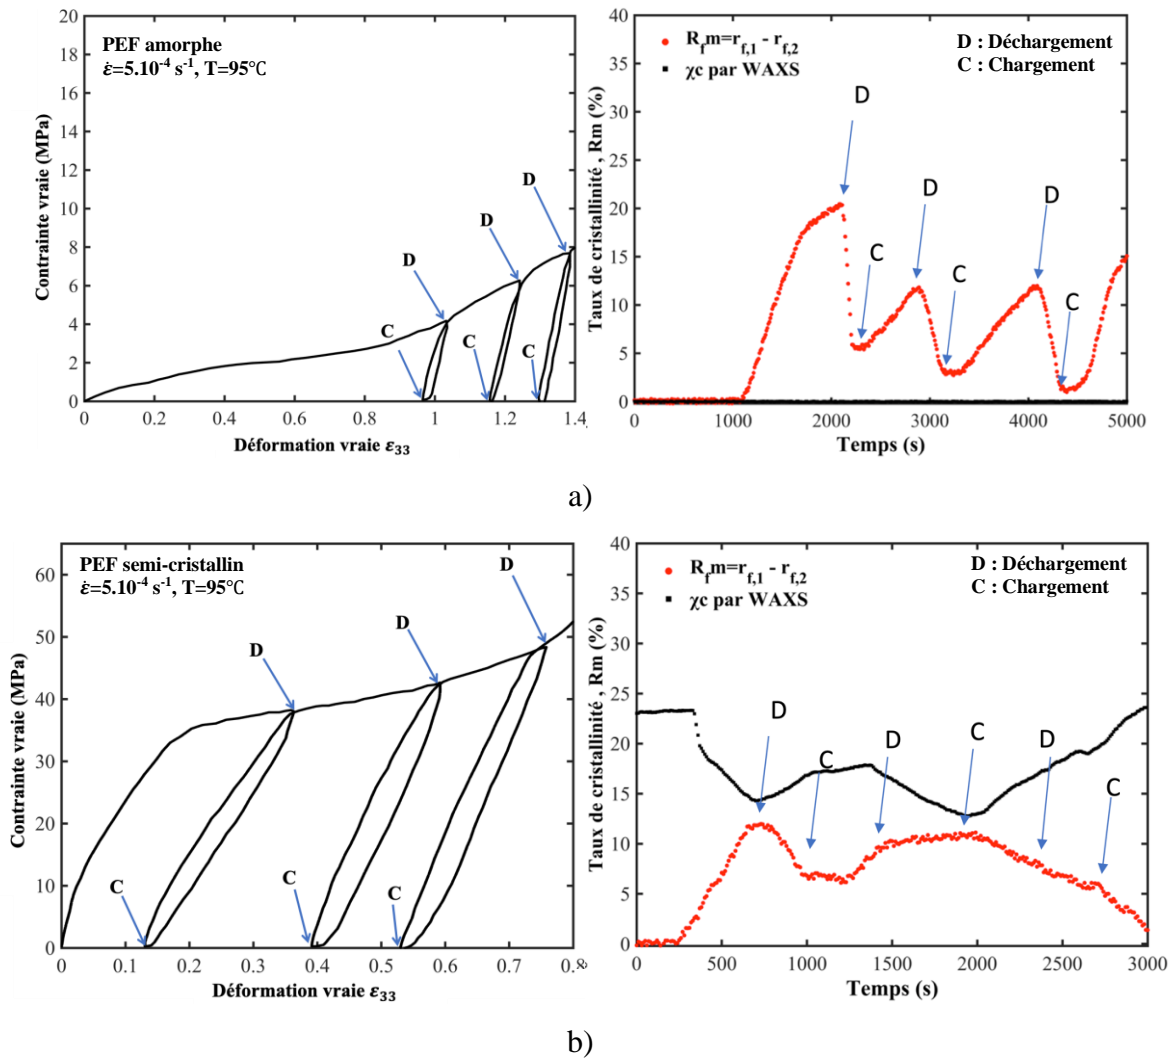 PEF amorphe
ε̇=5.10⁻⁴ s⁻¹, T=95°C
20
18
16
14
12
10
8
6
4
2
0
Contrainte vraie (MPa)
D
D
D
C
C
C
0
0.2
0.4
0.6
0.8
1
1.2
1.4
Déformation vraie ε₃₃
R_fm=r_f,1 - r_f,2
χc par WAXS
D : Déchargement
C : Chargement
40
35
30
25
20
15
10
5
0
Taux de cristallinité , Rm (%)
D
D
D
C
C
C
0
1000
2000
3000
4000
5000
Temps (s)
a)
PEF semi-cristallin
ε̇=5.10⁻⁴ s⁻¹, T=95°C
60
50
40
30
20
10
0
Contrainte vraie (MPa)
D
D
D
C
C
C
0
0.1
0.2
0.3
0.4
0.5
0.6
0.7
0.8
Déformation vraie ε₃₃
R_fm=r_f,1 - r_f,2
χc par WAXS
D : Déchargement
C : Chargement
40
35
30
25
20
15
10
5
0
Taux de cristallinité , Rm (%)
D
C
D
C
D
C
0
500
1000
1500
2000
2500
3000
Temps (s)
b)